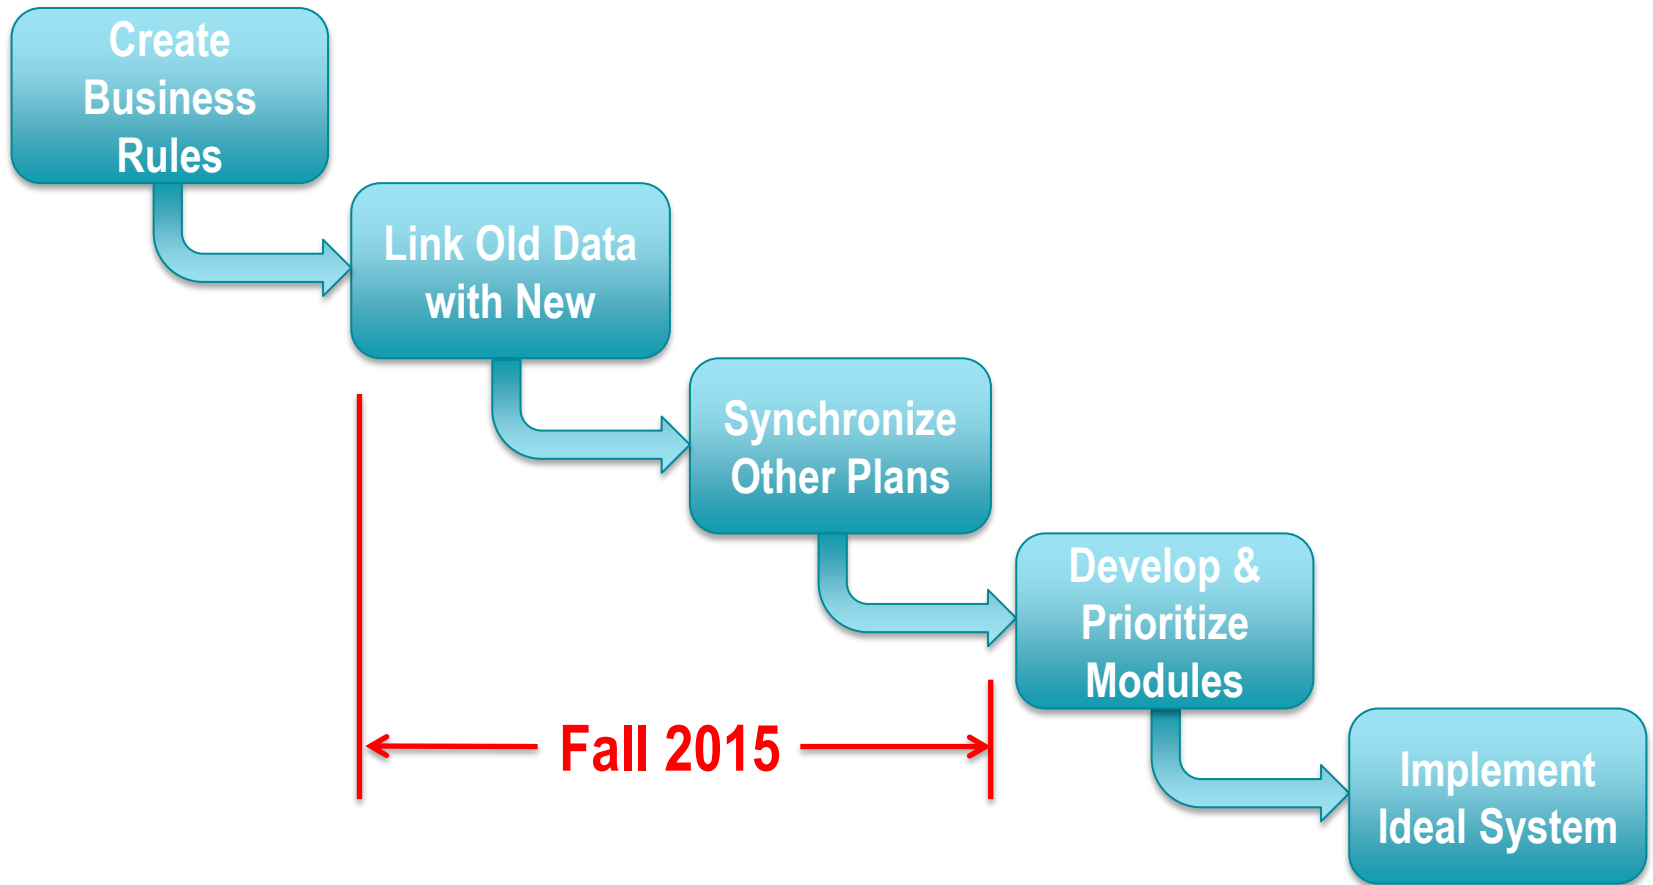 Create
Business
Rules
Link Old Data
with New
Synchronize
Other Plans
Develop &
Prioritize
Modules
Fall 2015
Implement
Ideal System